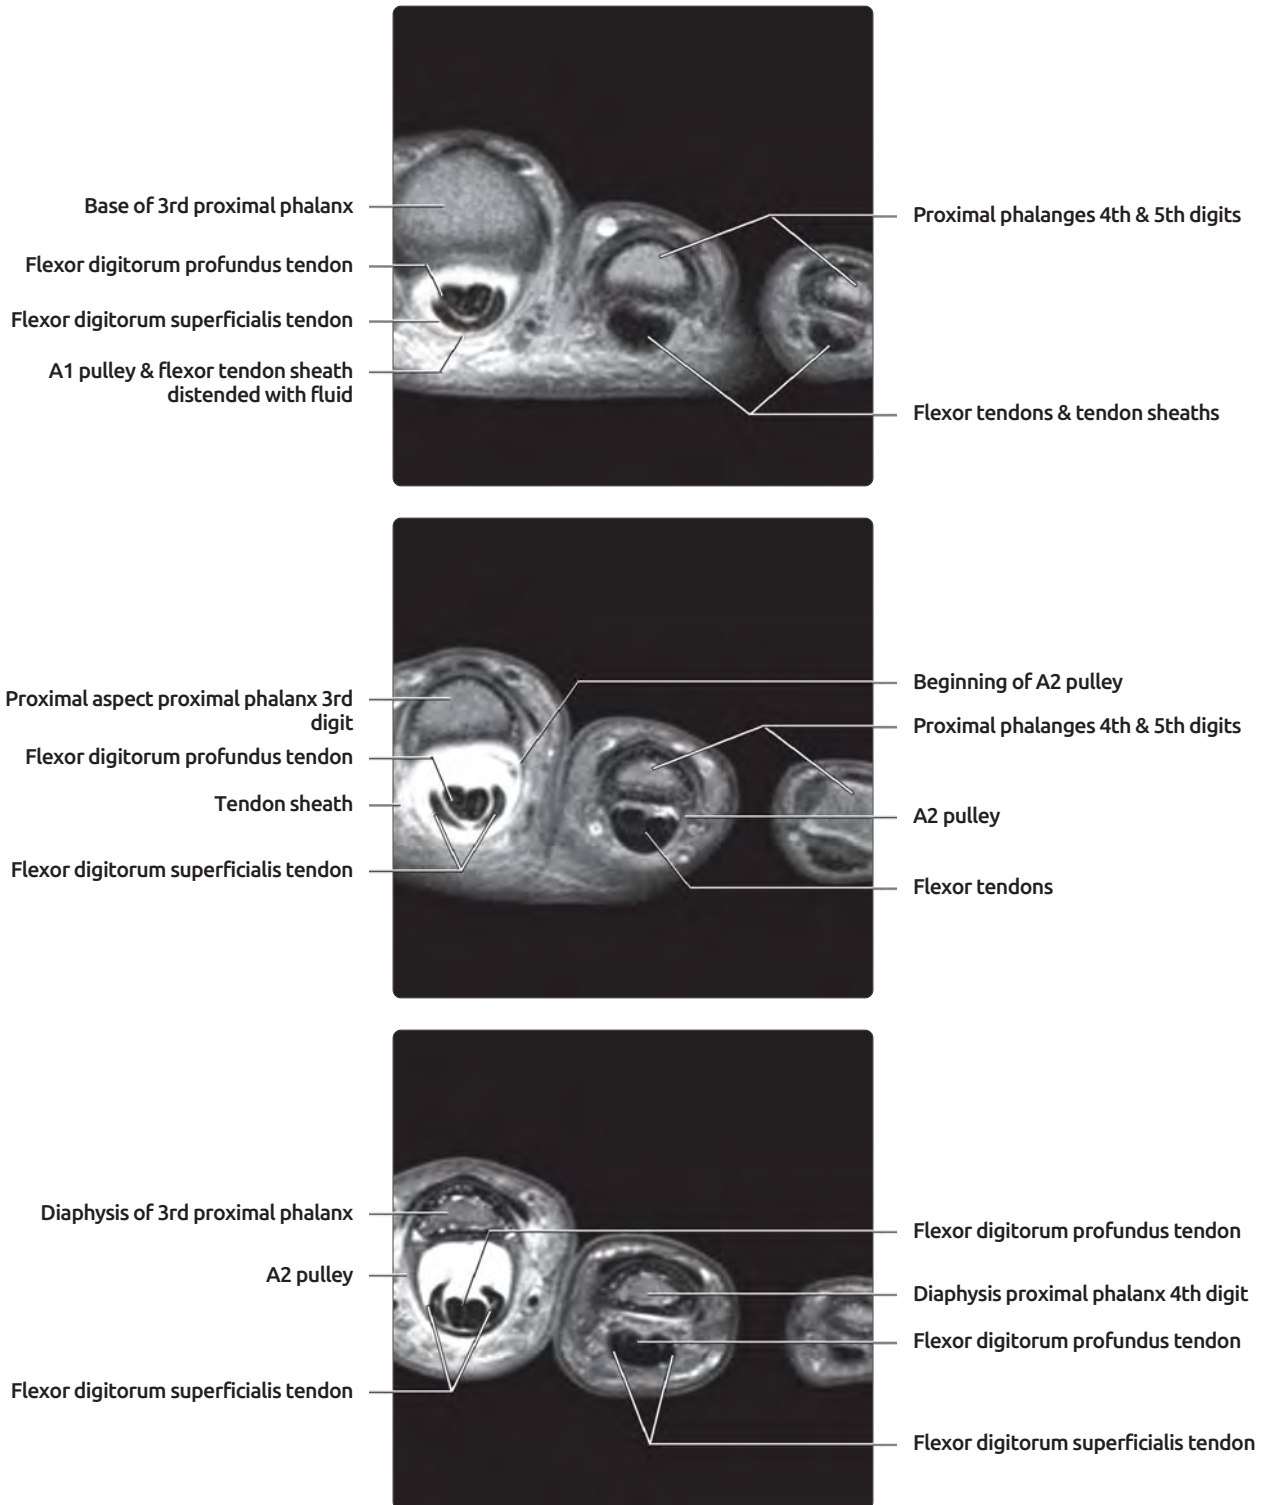 Base of 3rd proximal phalanx
Flexor digitorum profundus tendon
Flexor digitorum superficialis tendon
A1 pulley & flexor tendon sheath
distended with fluid
Proximal phalanges 4th & 5th digits
Flexor tendons & tendon sheaths
Proximal aspect proximal phalanx 3rd
digit
Flexor digitorum profundus tendon
Tendon sheath
Flexor digitorum superficialis tendon
Beginning of A2 pulley
Proximal phalanges 4th & 5th digits
A2 pulley
Flexor tendons
Diaphysis of 3rd proximal phalanx
A2 pulley
Flexor digitorum superficialis tendon
Flexor digitorum profundus tendon
Diaphysis proximal phalanx 4th digit
Flexor digitorum profundus tendon
Flexor digitorum superficialis tendon